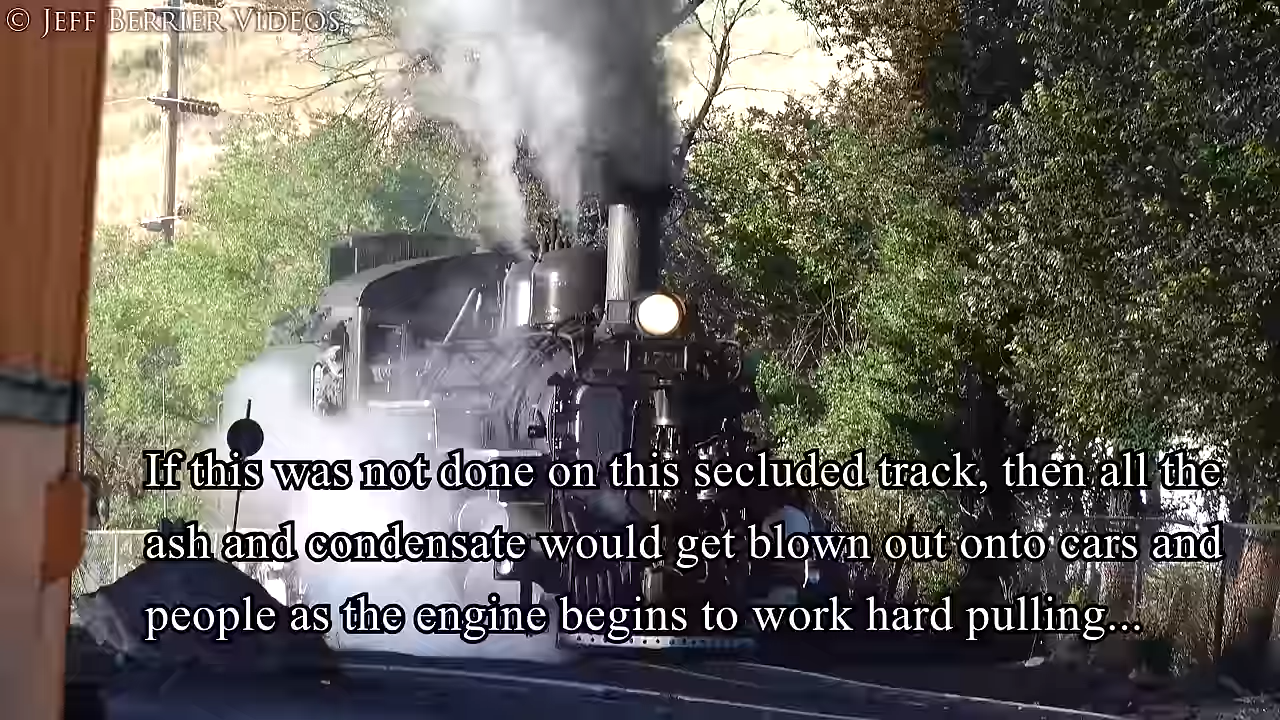 © Jeff Berrier Videos.
If this was not done on this secluded track, then all the
ash and condensate would get blown out onto cars and
people as the engine begins to work hard pulling...